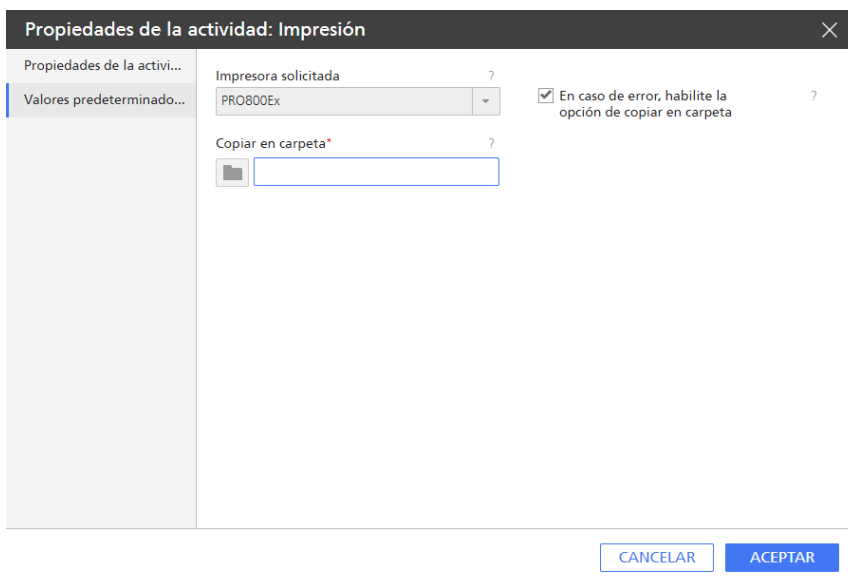 Propiedades de la actividad: Impresión
Propiedades de la activi...
Valores predeterminado...
Impresora solicitada ?
PRO800Ex
En caso de error, habilite la ?
opción de copiar en carpeta
Copiar en carpeta* ?
CANCELAR
ACEPTAR